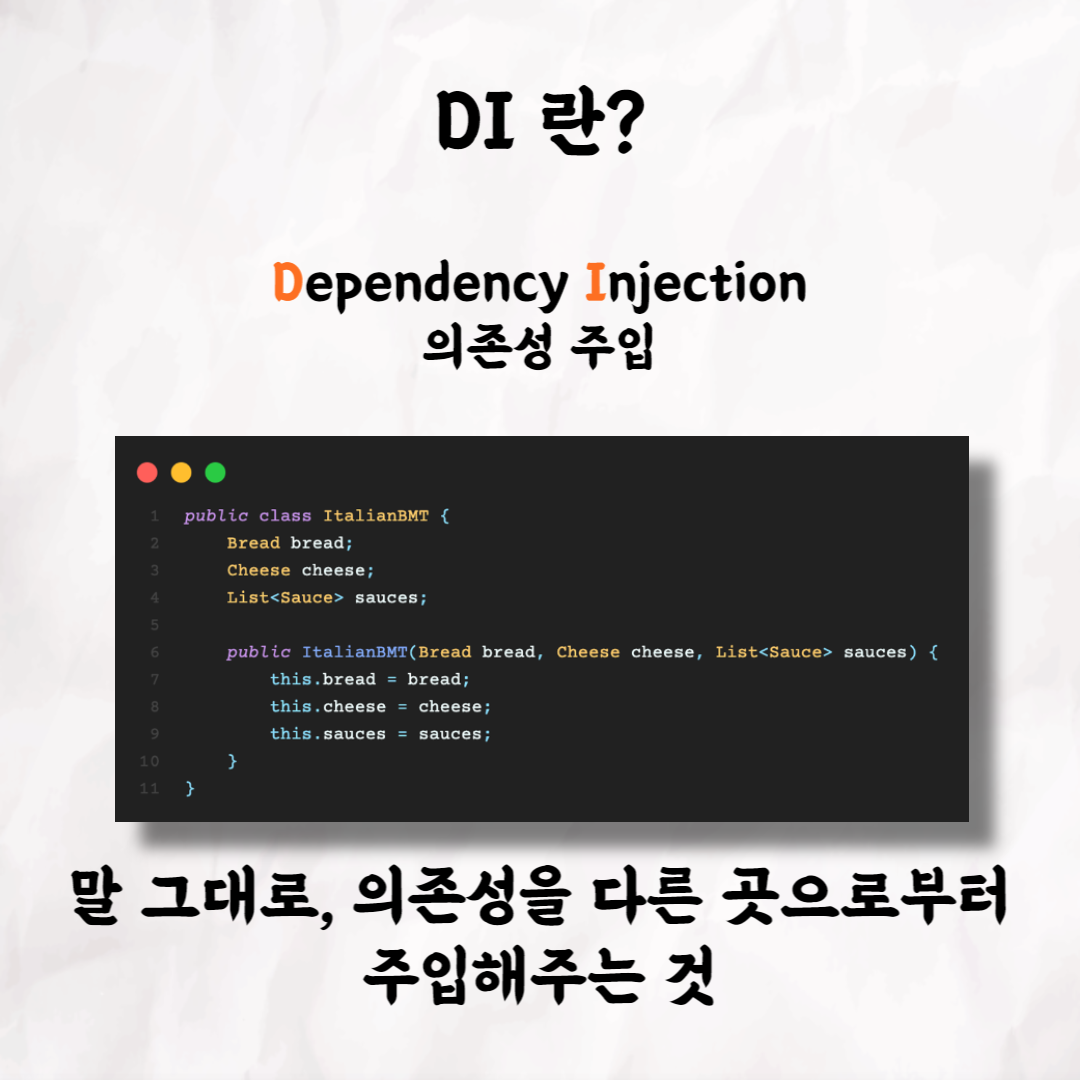 DI 란?
Dependency Injection
의존성 주입
1 public class ItalianBMT {
2     Bread bread;
3     Cheese cheese;
4     List<Sauce> sauces;
5
6     public ItalianBMT(Bread bread, Cheese cheese, List<Sauce> sauces) {
7         this.bread = bread;
8         this.cheese = cheese;
9         this.sauces = sauces;
10     }
11 }
말 그대로, 의존성을 다른 곳으로부터
주입해주는 것